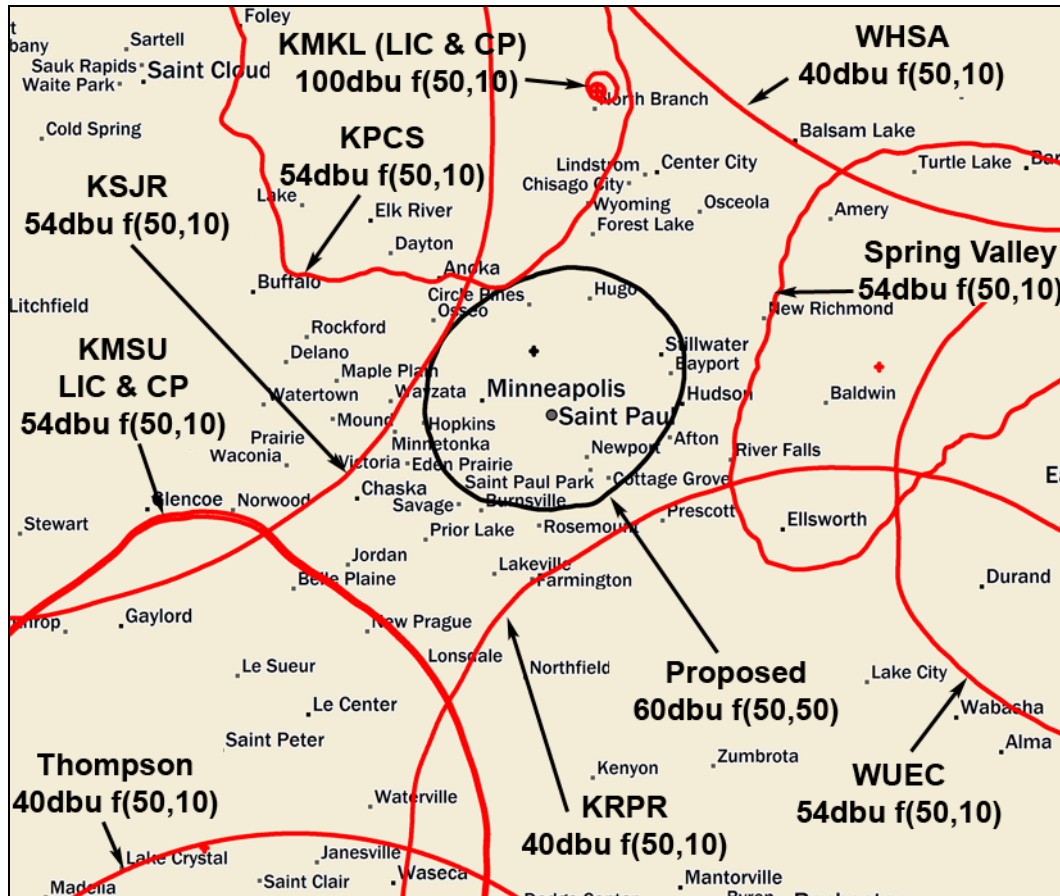 Foley
Sartell
Sauk Rapids
Saint Cloud
Waite Park
Cold Spring
KMKL (LIC & CP)
100dbu f(50,10)
North Branch
WHSA
40dbu f(50,10)
Balsam Lake
Turtle Lake
KPCS
54dbu f(50,10)
Lindstrom
Center City
Chisago City
KSJR
54dbu f(50,10)
Lake
Elk River
Wyoming
Osceola
Amery
Forest Lake
Dayton
Spring Valley
54dbu f(50,10)
Anoka
Buffalo
Circle Pines
Hugo
Litchfield
Osseo
New Richmond
Rockford
KMSU
LIC & CP
54dbu f(50,10)
Delano
Stillwater
Bayport
Maple Plain
Minneapolis
Watertown
Wayzata
Hudson
Baldwin
Saint Paul
Mound
Hopkins
Prairie
Minnetonka
Newport
Afton
Waconia
Victoria
Eden Prairie
River Falls
Saint Paul Park
Cottage Grove
Chaska
Glencoe
Norwood
Savage
Burnsville
Prescott
Stewart
Prior Lake
Rosemount
Ellsworth
Jordan
Lakeville
Belle Plaine
Farmington
Durand
Gaylord
New Prague
Lonsdale
Le Sueur
Northfield
Proposed
60dbu f(50,50)
Lake City
Le Center
Wabasha
Saint Peter
Alma
Zumbrota
Thompson
40dbu f(50,10)
Kenyon
WUEC
54dbu f(50,10)
Waterville
KRPR
40dbu f(50,10)
Lake Crystal
Janesville
Madelia
Saint Clair
Waseca
Mantorville